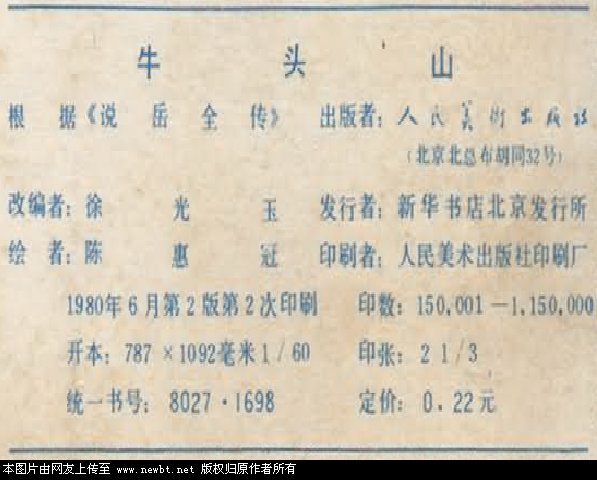 牛头山
根据《说岳全传》 出版者：人民美术出版社
（北京北总布胡同32号）
改编者：徐光玉 发行者：新华书店北京发行所
绘者：陈惠冠 印刷者：人民美术出版社印刷厂
1980年6月第2版第2次印刷 印数：150,001—1,150,000
开本：787×1092毫米1/60 印张：2 1/3
统一书号：8027·1698 定价：0.22元
本图片由网友上传至 www.newbt.net 版权归原作者所有